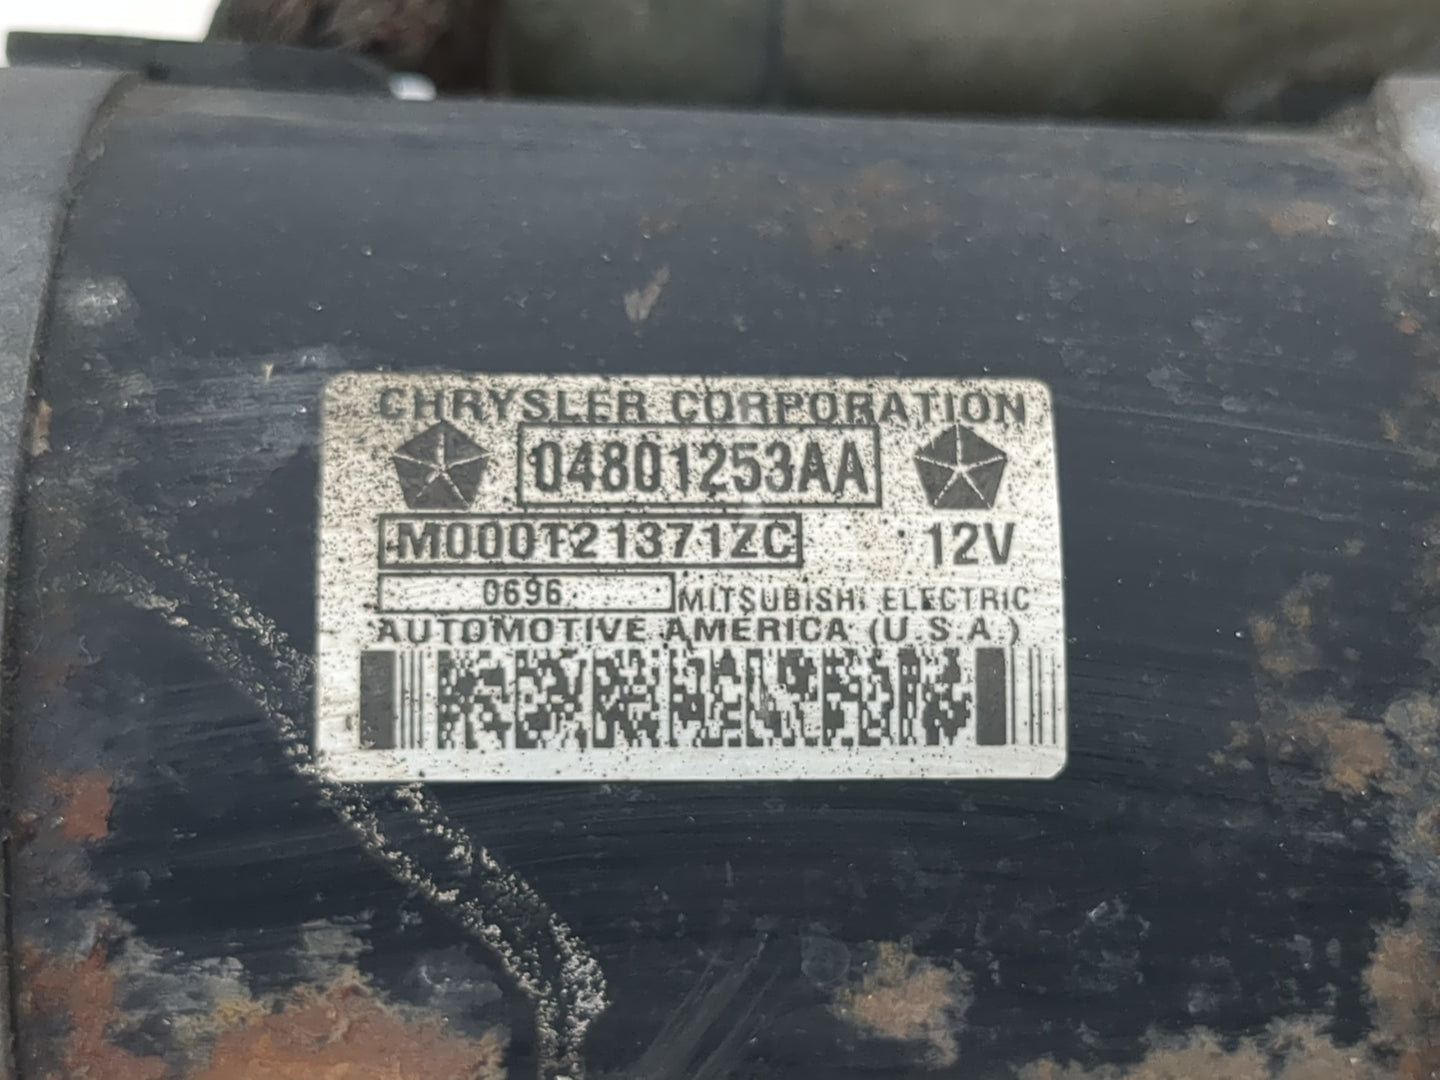 CHRYSLER CORPORATION
04801253AA
M000T21371ZC 12V
0696 MITSUBISHI ELECTRIC
AUTOMOTIVE AMERICA (U.S.A.)